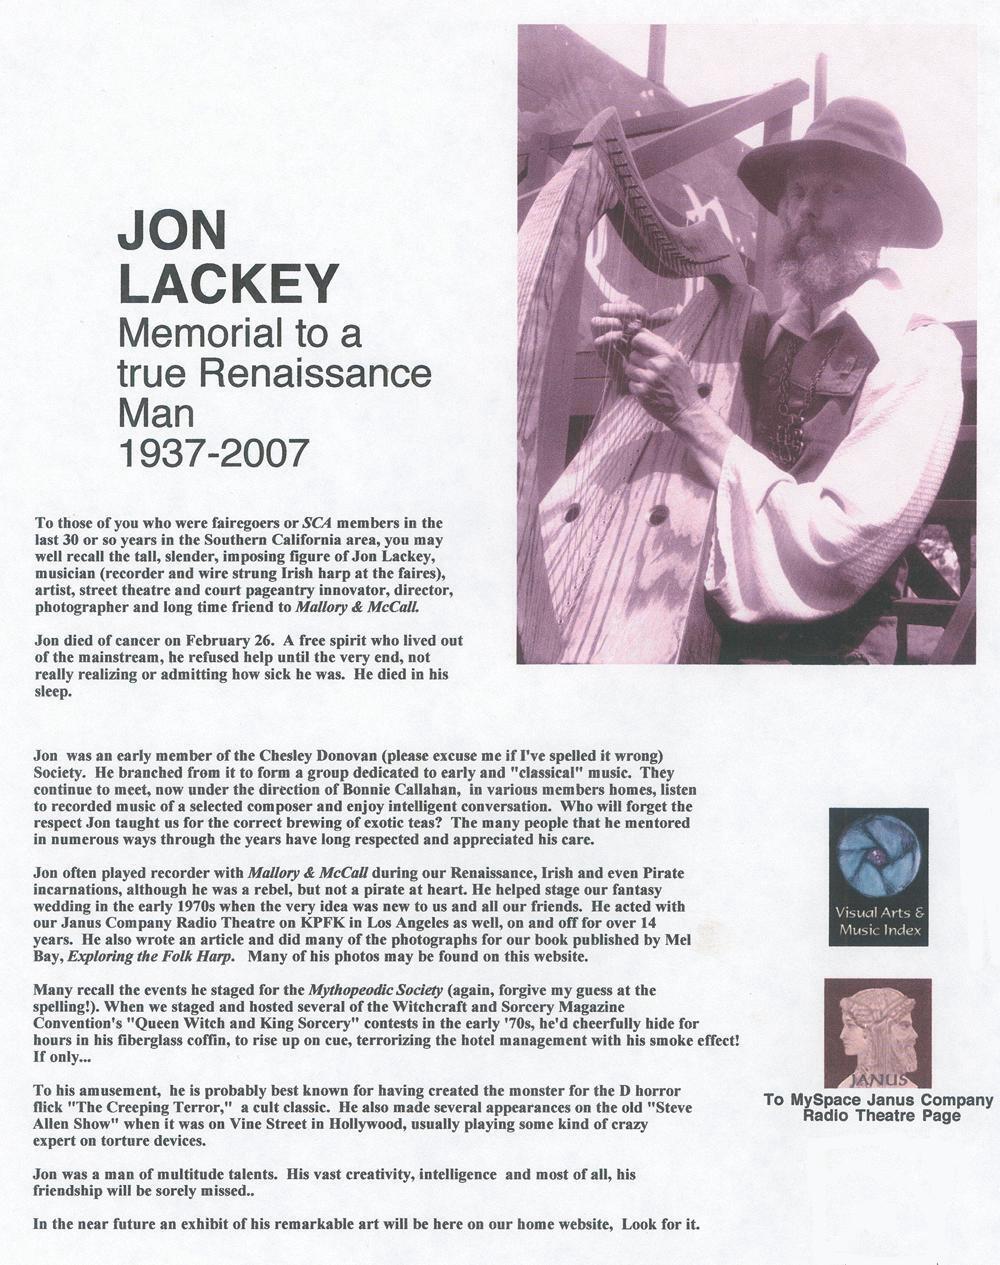 JON
LACKEY
Memorial to a
true Renaissance
Man
1937-2007
To those of you who were fairegoers or SCA members in the
last 30 or so years in the Southern California area, you may
well recall the tall, slender, imposing figure of Jon Lackey,
musician (recorder and wire strung Irish harp at the faires),
artist, street theatre and court pageantry innovator, director,
photographer and long time friend to Mallory & McCall.
Jon died of cancer on February 26.  A free spirit who lived out
of the mainstream, he refused help until the very end, not
really realizing or admitting how sick he was.  He died in his
sleep.
Jon  was an early member of the Chesley Donovan (please excuse me if I've spelled it wrong)
Society.  He branched from it to form a group dedicated to early and "classical" music.  They
continue to meet, now under the direction of Bonnie Callahan,  in various members homes, listen
to recorded music of a selected composer and enjoy intelligent conversation.  Who will forget the
respect Jon taught us for the correct brewing of exotic teas?  The many people that he mentored
in numerous ways through the years have long respected and appreciated his care.
Jon often played recorder with Mallory & McCall during our Renaissance, Irish and even Pirate
incarnations, although he was a rebel, but not a pirate at heart. He helped stage our fantasy
wedding in the early 1970s when the very idea was new to us and all our friends.  He acted with
our Janus Company Radio Theatre on KPFK in Los Angeles as well, on and off for over 14
years.  He also wrote an article and did many of the photographs for our book published by Mel
Bay, Exploring the Folk Harp.   Many of his photos may be found on this website.
Many recall the events he staged for the Mythopeodic Society (again, forgive my guess at the
spelling!). When we staged and hosted several of the Witchcraft and Sorcery Magazine
Convention's "Queen Witch and King Sorcery" contests in the early '70s, he'd cheerfully hide for
hours in his fiberglass coffin, to rise up on cue, terrorizing the hotel management with his smoke effect!
If only...
To his amusement,  he is probably best known for having created the monster for the D horror
flick "The Creeping Terror,"  a cult classic.  He also made several appearances on the old "Steve
Allen Show" when it was on Vine Street in Hollywood, usually playing some kind of crazy
expert on torture devices.
Jon was a man of multitude talents.  His vast creativity, intelligence  and most of all, his
friendship will be sorely missed..
In the near future an exhibit of his remarkable art will be here on our home website,  Look for it.
Visual Arts &
Music Index
JANUS
To MySpace Janus Company
Radio Theatre Page